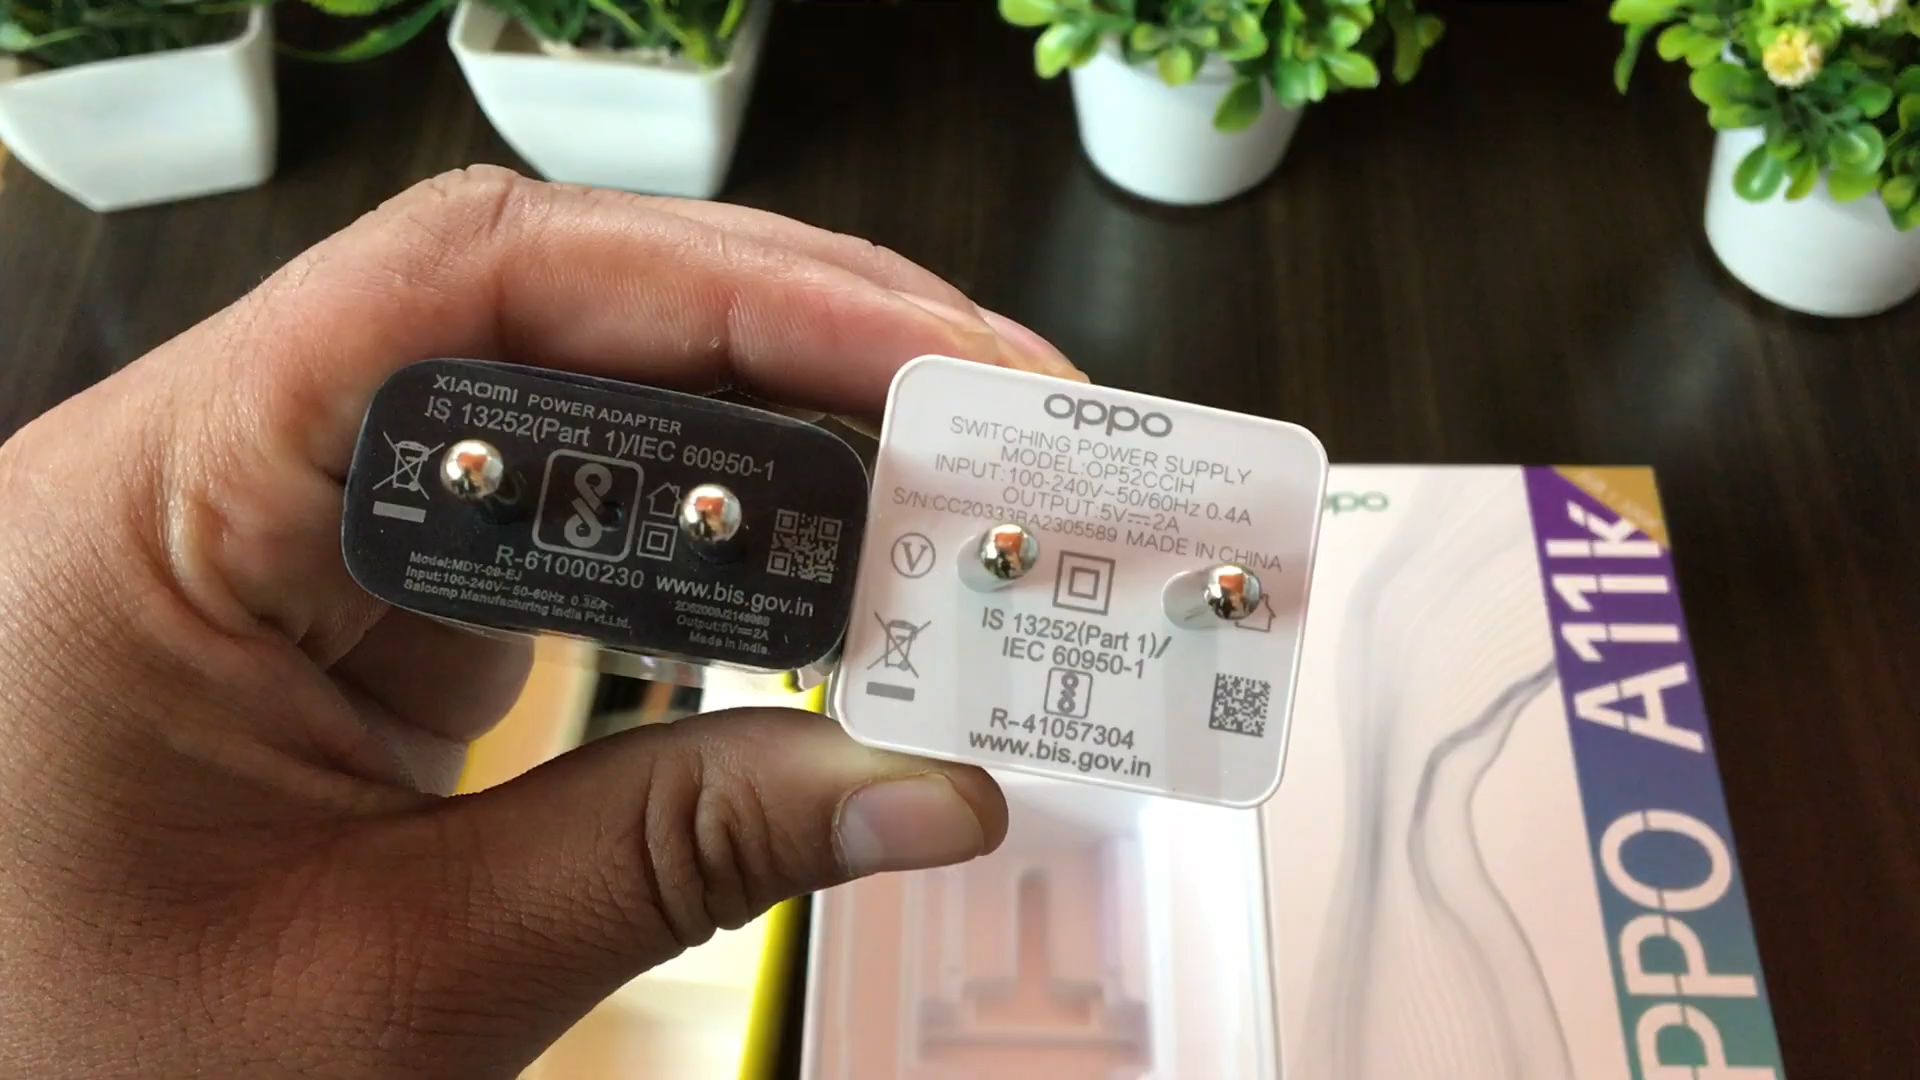 XIAOMI POWER ADAPTER
IS 13252(Part 1)/IEC 60950-1
R-61000230 www.bis.gov.in
Model:MDY-09-EJ
Input:100-240V~50-60Hz 0.35A
Salcomp Manufacturing India Pvt.Ltd.
Output:5V⎓2A
Made in India.
oppo
SWITCHING POWER SUPPLY
MODEL:OP52CCIH
INPUT:100-240V~50/60Hz 0.4A
OUTPUT:5V⎓2A
S/N:CC20333BA2305589 MADE IN CHINA
V
IS 13252(Part 1)/
IEC 60950-1
R-41057304
www.bis.gov.in
oppo
OPPO A11k